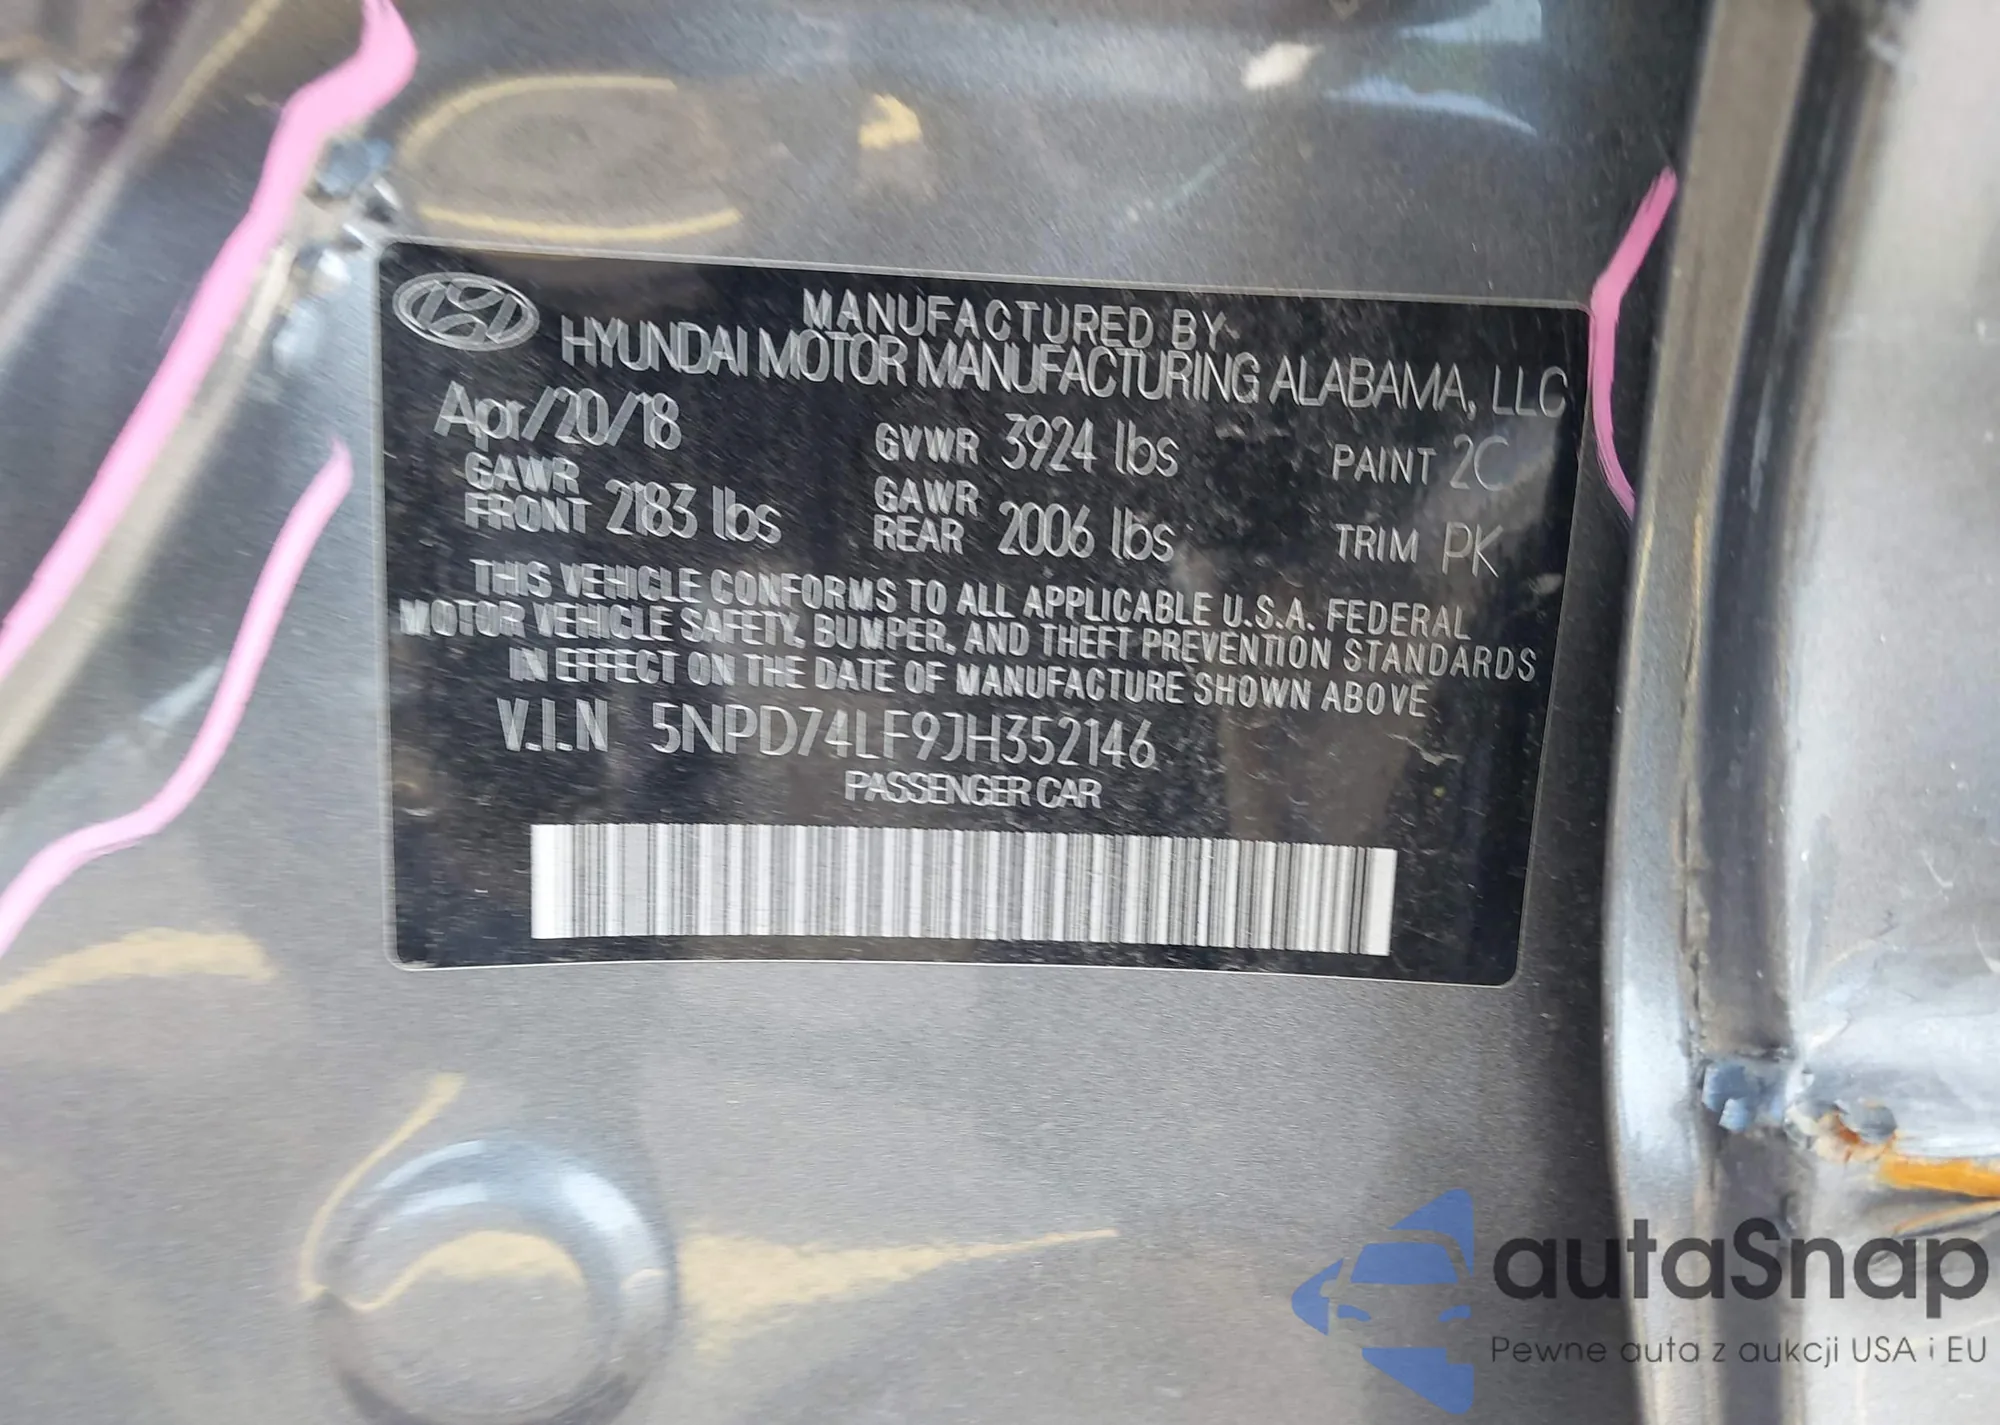 MANUFACTURED BY
HYUNDAI MOTOR MANUFACTURING ALABAMA, LLC
Apr/20/18 GVWR 3924 lbs PAINT 2C
GAWR FRONT 2183 lbs GAWR REAR 2006 lbs TRIM PK
THIS VEHICLE CONFORMS TO ALL APPLICABLE U.S.A. FEDERAL
MOTOR VEHICLE SAFETY, BUMPER, AND THEFT PREVENTION STANDARDS
IN EFFECT ON THE DATE OF MANUFACTURE SHOWN ABOVE
V.I.N 5NPD74LF9JH352146
PASSENGER CAR
autaSnap
Pewne auta z aukcji USA i EU